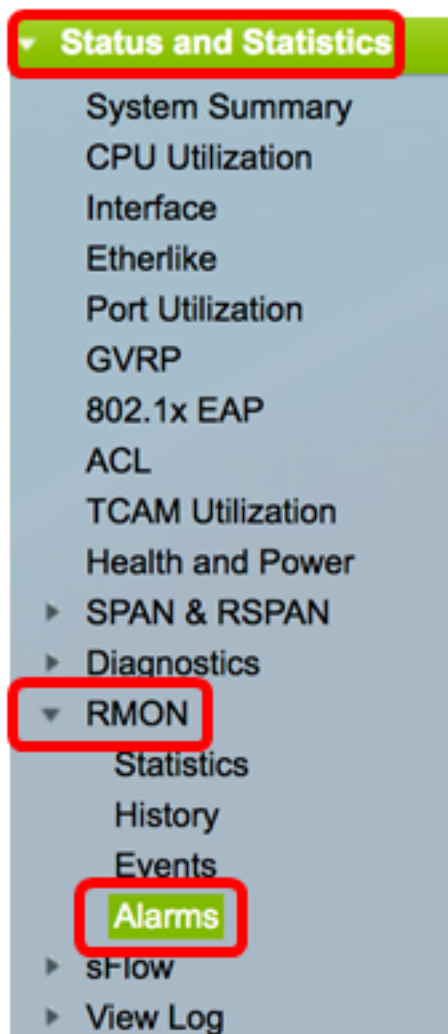 Status and Statistics
System Summary
CPU Utilization
Interface
Etherlike
Port Utilization
GVRP
802.1x EAP
ACL
TCAM Utilization
Health and Power
SPAN & RSPAN
Diagnostics
RMON
Statistics
History
Events
Alarms
sFlow
View Log